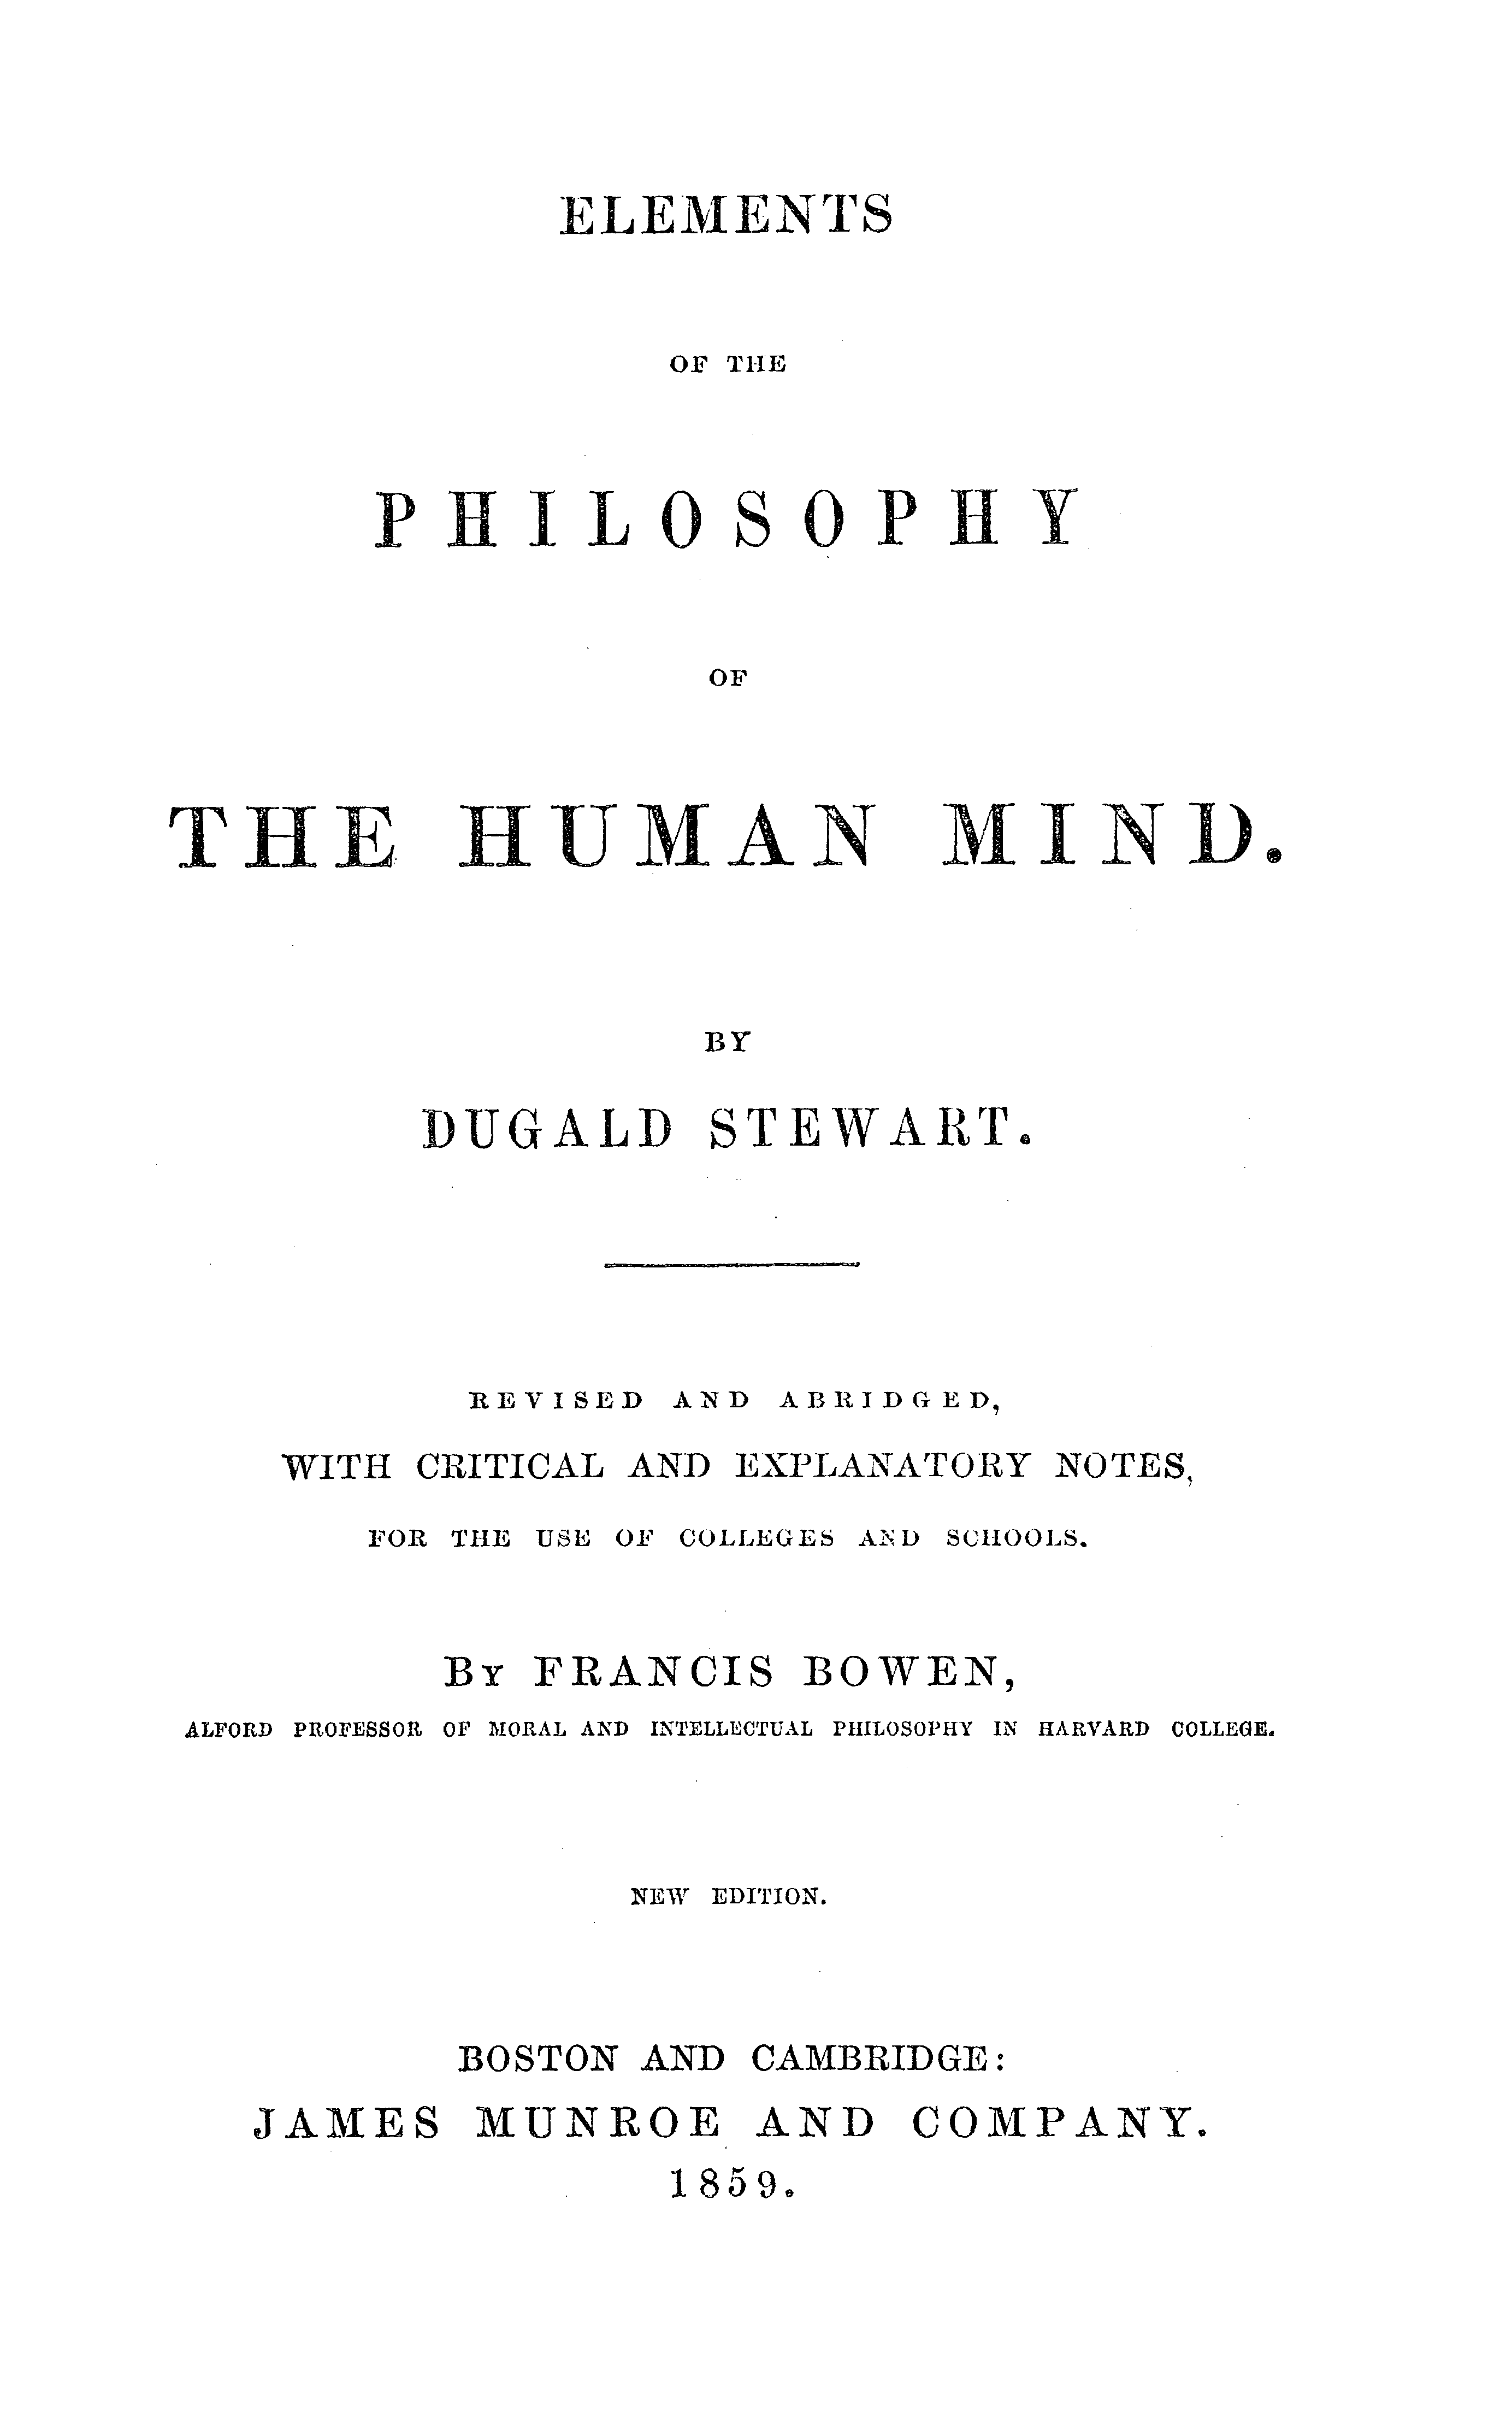 ELEMENTS
OF THE
PHILOSOPHY
OF
THE HUMAN MIND.
BY
DUGALD STEWART.
REVISED AND ABRIDGED,
WITH CRITICAL AND EXPLANATORY NOTES,
FOR THE USE OF COLLEGES AND SCHOOLS.
BY FRANCIS BOWEN,
ALFORD PROFESSOR OF MORAL AND INTELLECTUAL PHILOSOPHY IN HARVARD COLLEGE.
NEW EDITION.
BOSTON AND CAMBRIDGE:
JAMES MUNROE AND COMPANY.
1859.